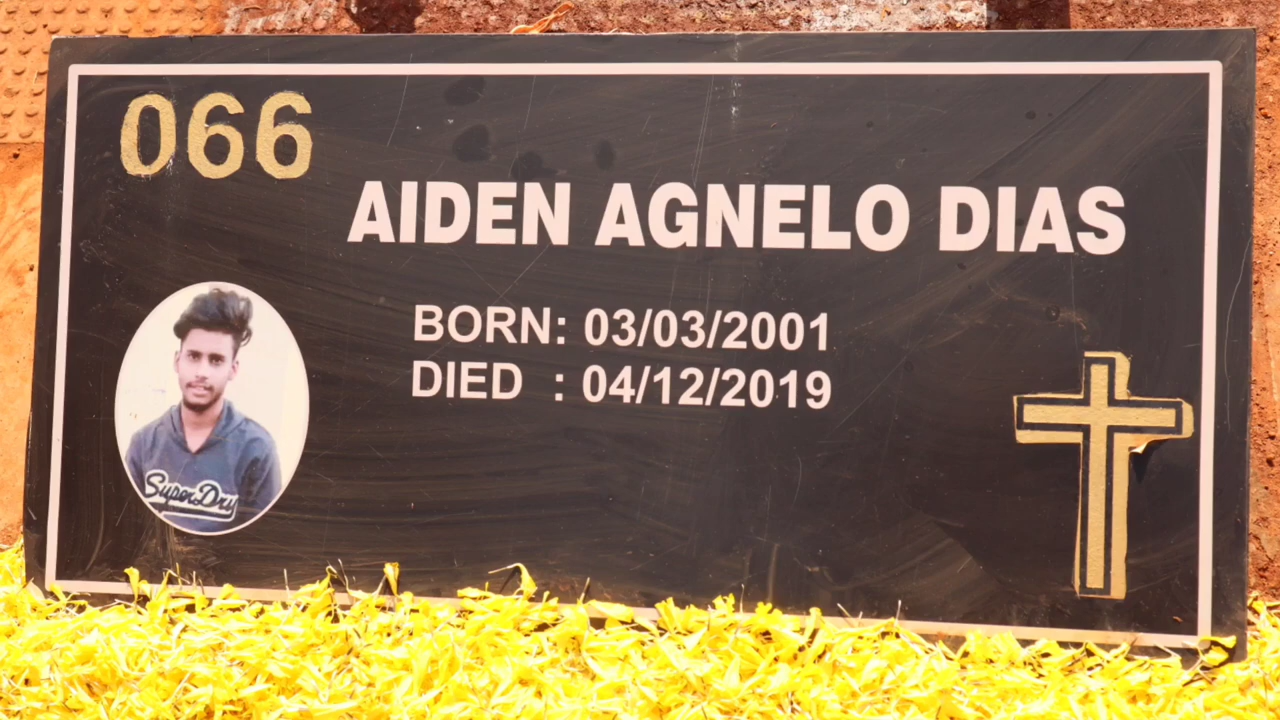 066
AIDEN AGNELO DIAS
BORN: 03/03/2001
DIED : 04/12/2019
SuperDry